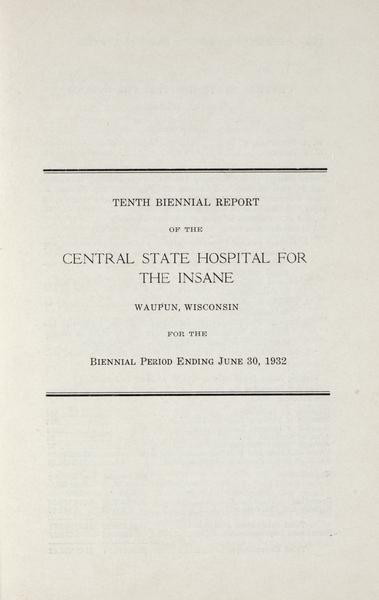 TENTH BIENNIAL REPORT
OF THE
CENTRAL STATE HOSPITAL FOR
THE INSANE
WAUPUN, WISCONSIN
FOR THE
BIENNIAL PERIOD ENDING JUNE 30, 1932